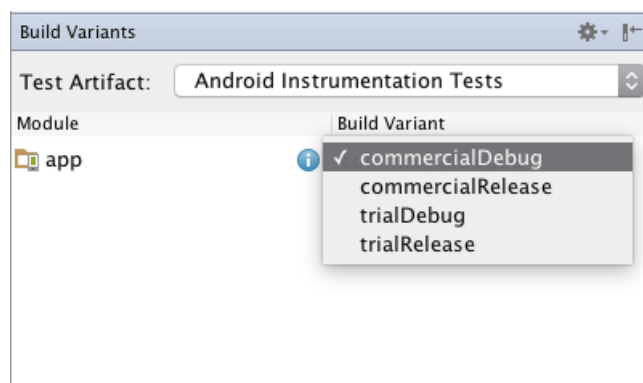 Build Variants
Test Artifact: Android Instrumentation Tests
Module Build Variant
app ✓ commercialDebug
commercialRelease
trialDebug
trialRelease